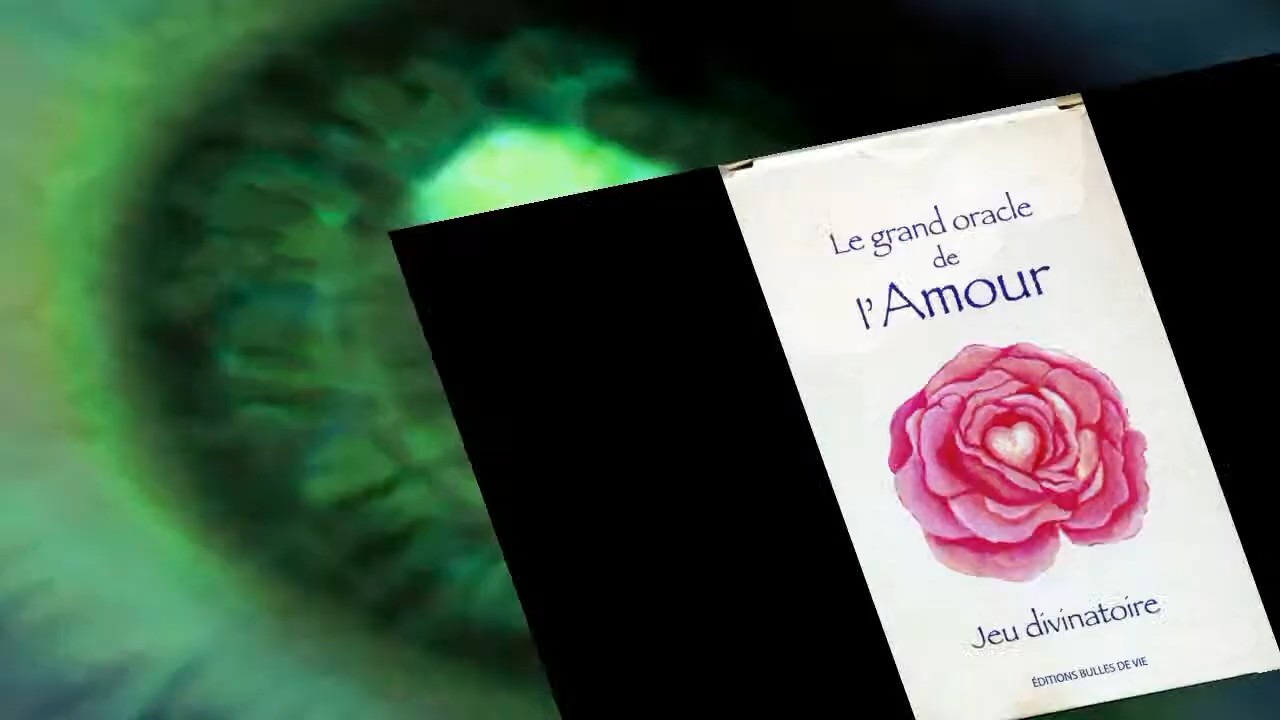 Le grand oracle
de
l'Amour
Jeu divinatoire
ÉDITIONS BULLES DE VIE